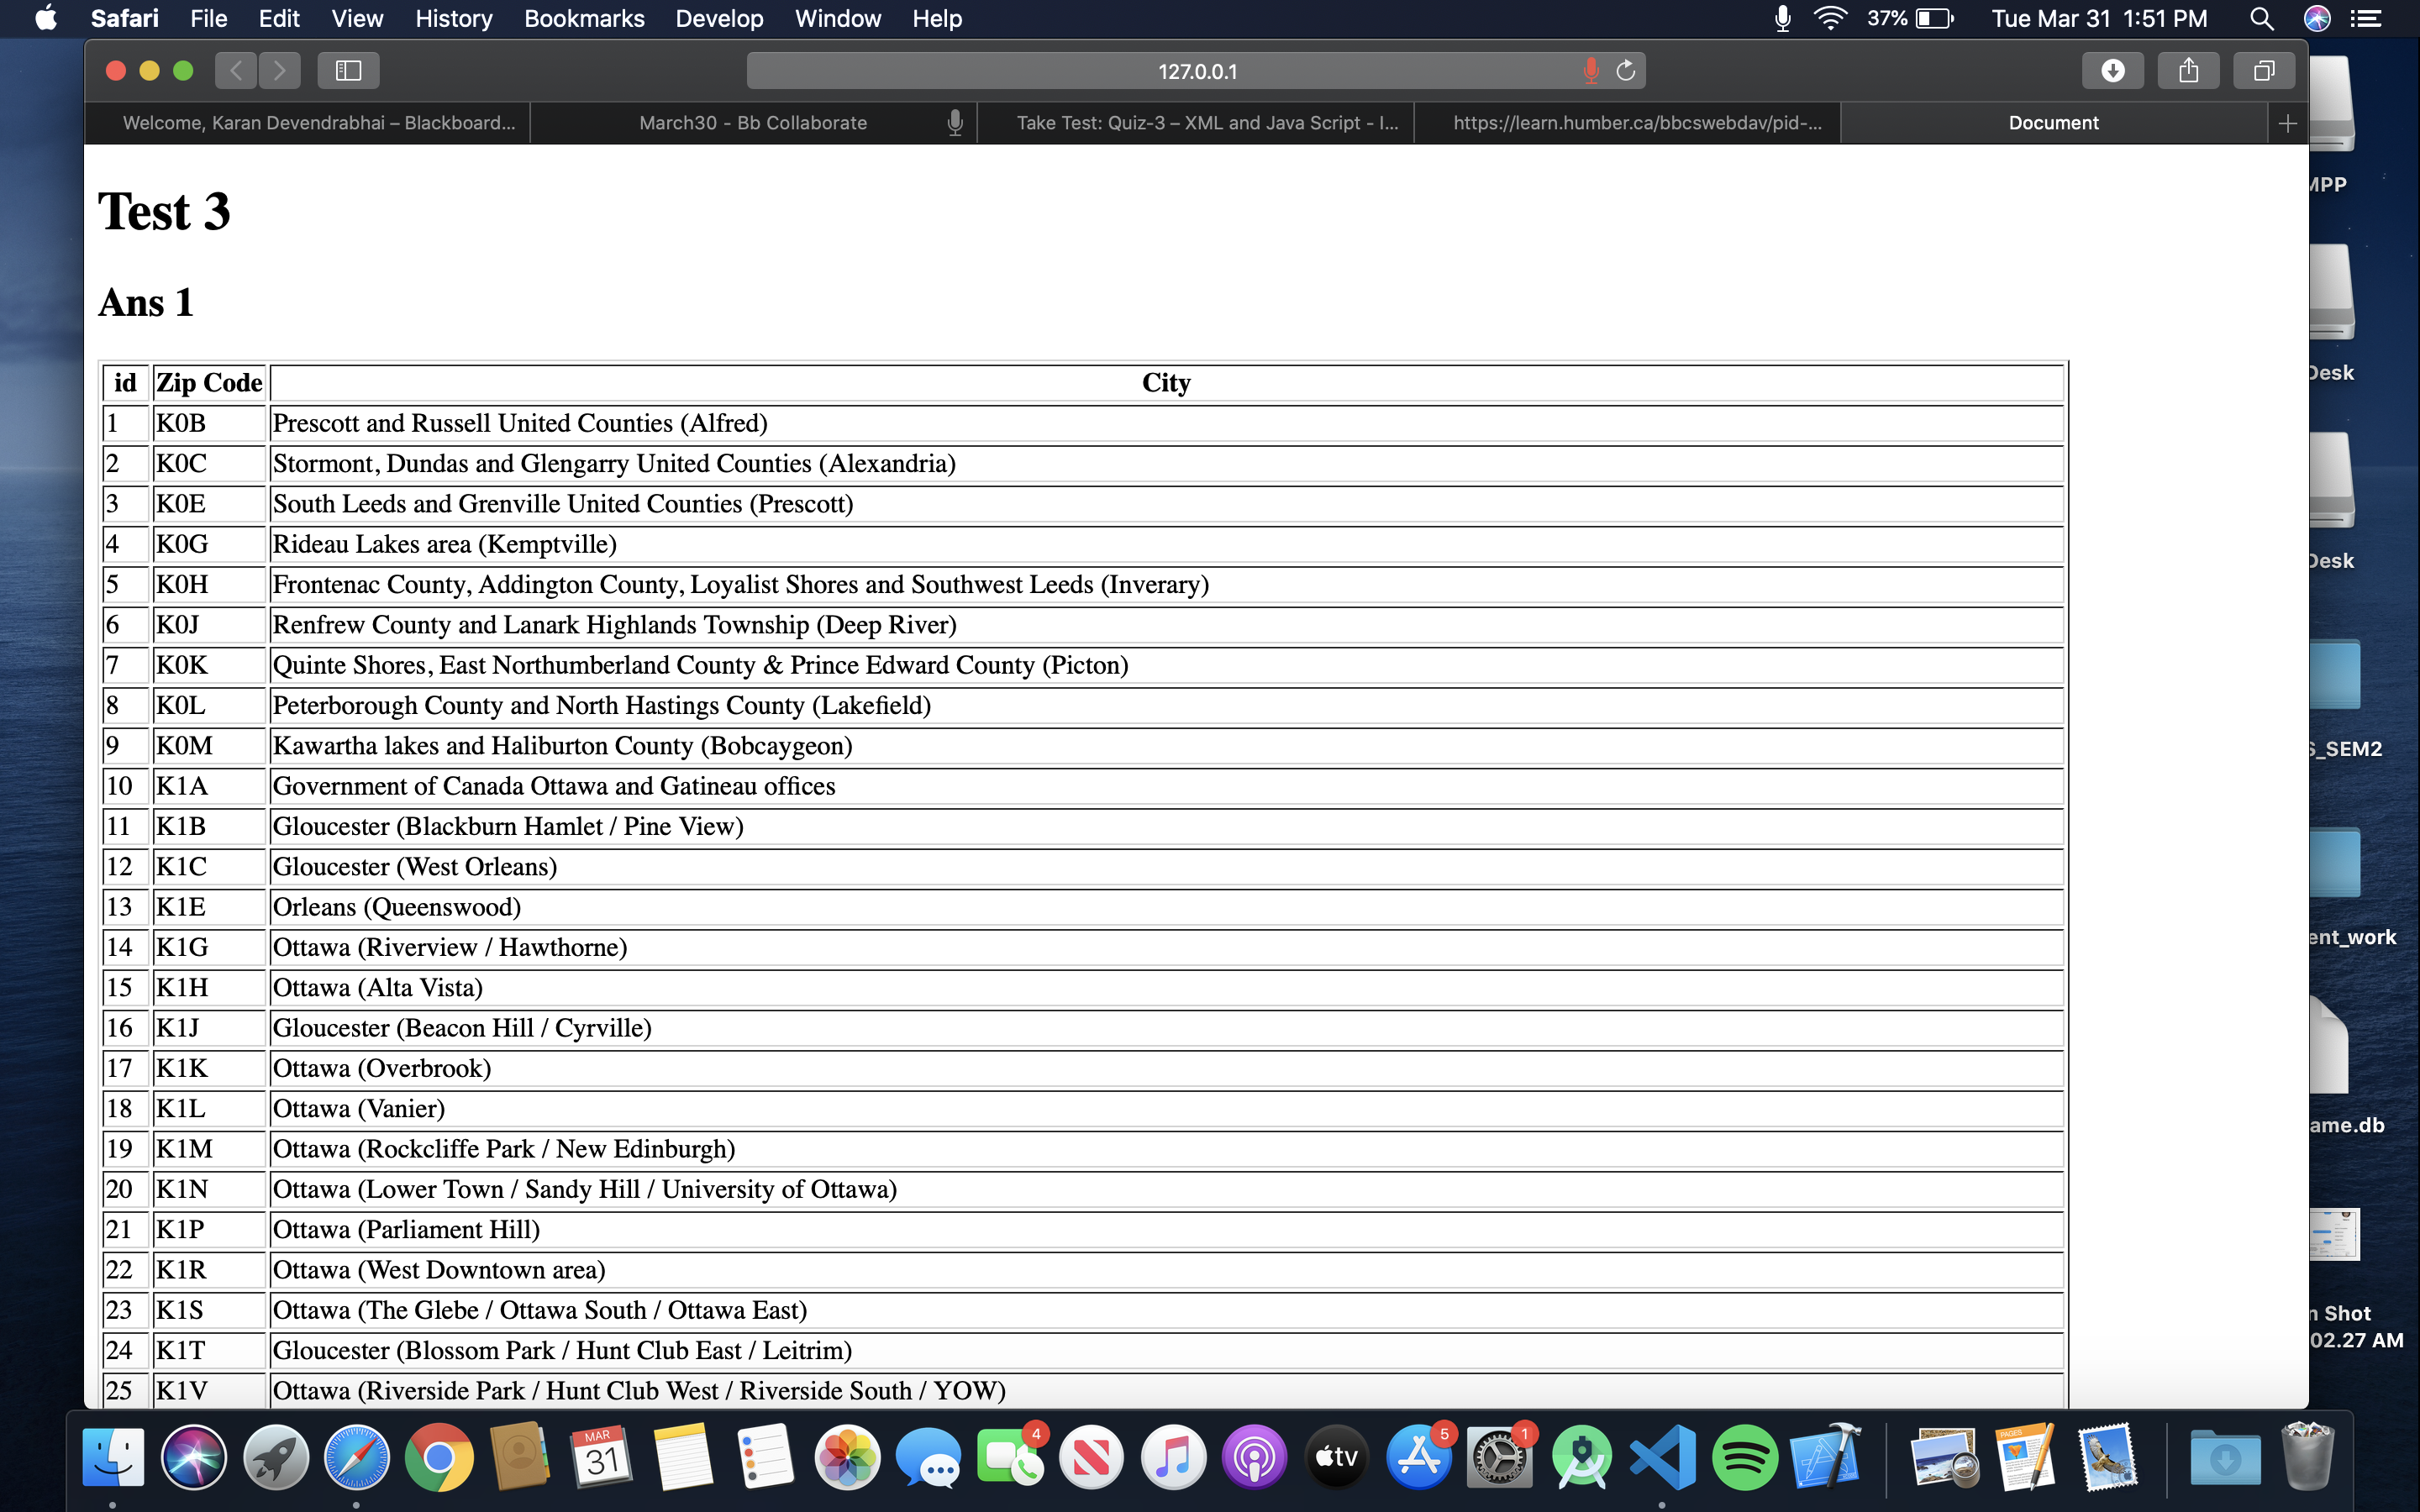 Safari File Edit View History Bookmarks Develop Window Help 37% Tue Mar 31 1:51 PM
127.0.0.1
Welcome, Karan Devendrabhai – Blackboard... March30 - Bb Collaborate Take Test: Quiz-3 – XML and Java Script - I... https://learn.humber.ca/bbcswebdav/pid-... Document
Test 3
Ans 1
id Zip Code City
1 K0B Prescott and Russell United Counties (Alfred)
2 K0C Stormont, Dundas and Glengarry United Counties (Alexandria)
3 K0E South Leeds and Grenville United Counties (Prescott)
4 K0G Rideau Lakes area (Kemptville)
5 K0H Frontenac County, Addington County, Loyalist Shores and Southwest Leeds (Inverary)
6 K0J Renfrew County and Lanark Highlands Township (Deep River)
7 K0K Quinte Shores, East Northumberland County & Prince Edward County (Picton)
8 K0L Peterborough County and North Hastings County (Lakefield)
9 K0M Kawartha lakes and Haliburton County (Bobcaygeon)
10 K1A Government of Canada Ottawa and Gatineau offices
11 K1B Gloucester (Blackburn Hamlet / Pine View)
12 K1C Gloucester (West Orleans)
13 K1E Orleans (Queenswood)
14 K1G Ottawa (Riverview / Hawthorne)
15 K1H Ottawa (Alta Vista)
16 K1J Gloucester (Beacon Hill / Cyrville)
17 K1K Ottawa (Overbrook)
18 K1L Ottawa (Vanier)
19 K1M Ottawa (Rockcliffe Park / New Edinburgh)
20 K1N Ottawa (Lower Town / Sandy Hill / University of Ottawa)
21 K1P Ottawa (Parliament Hill)
22 K1R Ottawa (West Downtown area)
23 K1S Ottawa (The Glebe / Ottawa South / Ottawa East)
24 K1T Gloucester (Blossom Park / Hunt Club East / Leitrim)
25 K1V Ottawa (Riverside Park / Hunt Club West / Riverside South / YOW)
MPP
Desk
Desk
S_SEM2
ent_work
ame.db
n Shot
02.27 AM
MAR
31
4
tv
5
1
PAGES